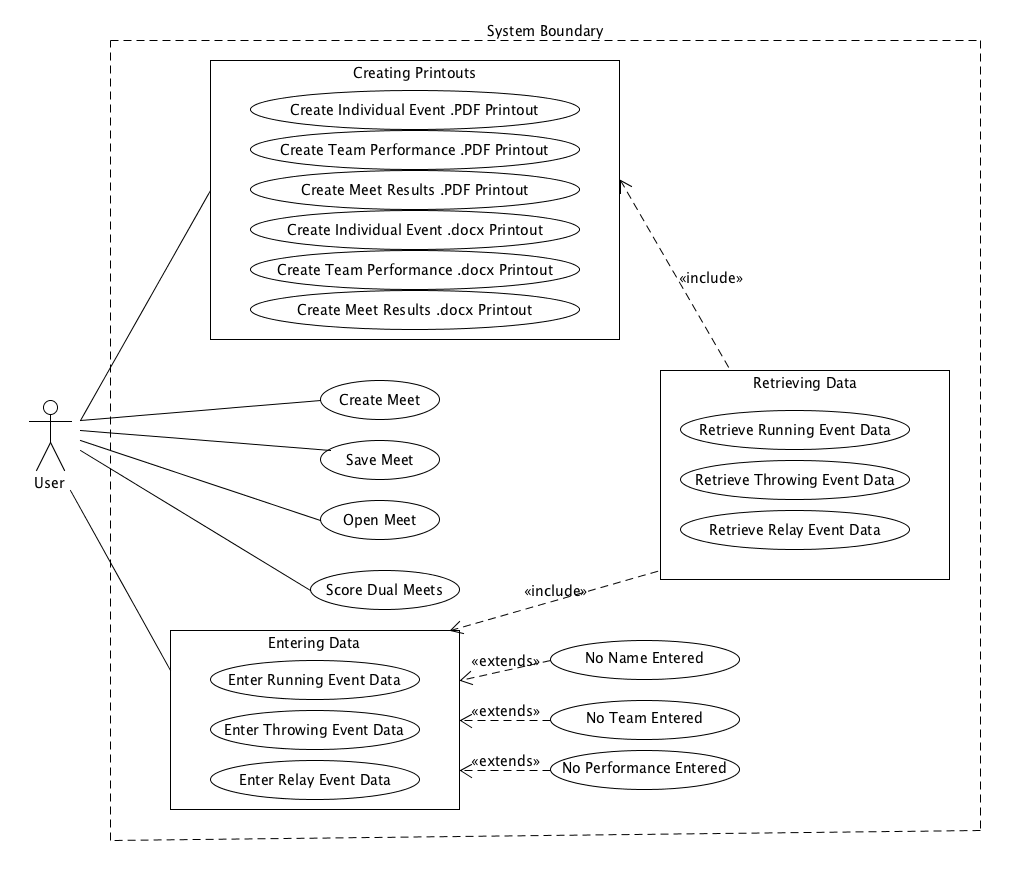 System Boundary
Creating Printouts
Create Individual Event .PDF Printout
Create Team Performance .PDF Printout
Create Meet Results .PDF Printout
Create Individual Event .docx Printout
Create Team Performance .docx Printout
Create Meet Results .docx Printout
«include»
Retrieving Data
Retrieve Running Event Data
Retrieve Throwing Event Data
Retrieve Relay Event Data
User
Create Meet
Save Meet
Open Meet
Score Dual Meets
«include»
Entering Data
Enter Running Event Data
Enter Throwing Event Data
Enter Relay Event Data
«extends»
No Name Entered
«extends»
No Team Entered
«extends»
No Performance Entered